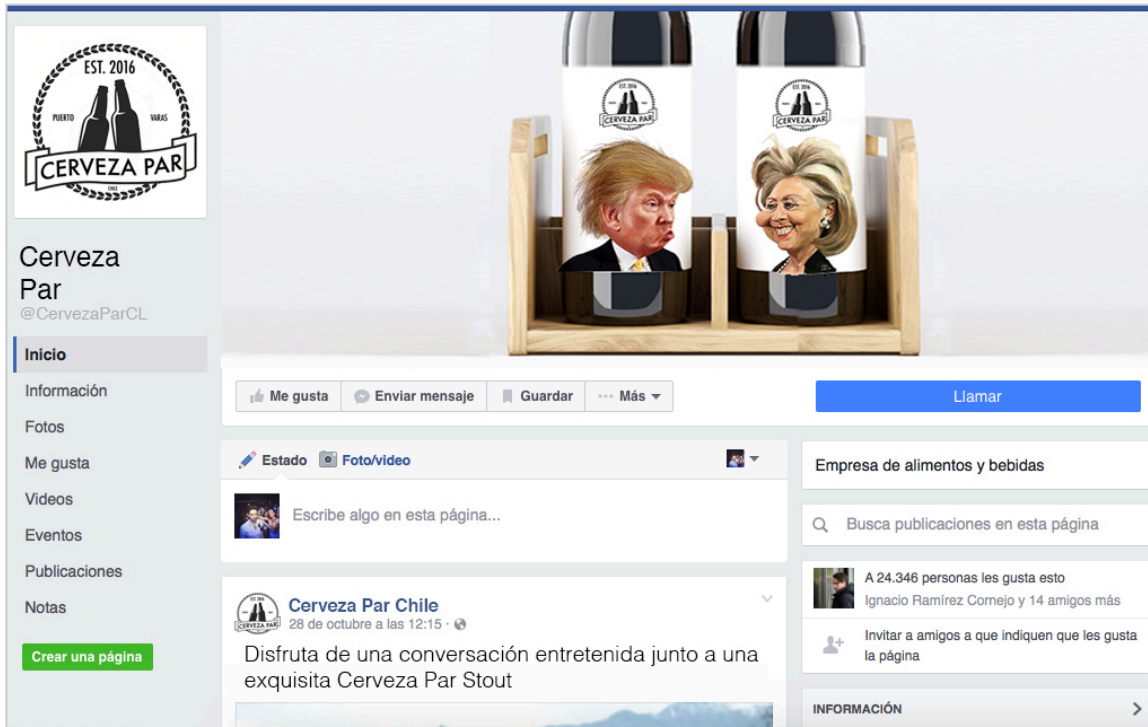 EST. 2016
PUERTO VARAS
CERVEZA PAR
CHILE
EST. 2016
CERVEZA PAR
EST. 2016
CERVEZA PAR
Cerveza
Par
@CervezaParCL
Inicio
Información
Fotos
Me gusta
Videos
Eventos
Publicaciones
Notas
Crear una página
Me gusta
Enviar mensaje
Guardar
Más
Llamar
Estado
Foto/video
Escribe algo en esta página...
EST. 2016
CERVEZA PAR
Cerveza Par Chile
28 de octubre a las 12:15 ·
Disfruta de una conversación entretenida junto a una
exquisita Cerveza Par Stout
Empresa de alimentos y bebidas
Busca publicaciones en esta página
A 24.346 personas les gusta esto
Ignacio Ramírez Cornejo y 14 amigos más
Invitar a amigos a que indiquen que les gusta
la página
INFORMACIÓN